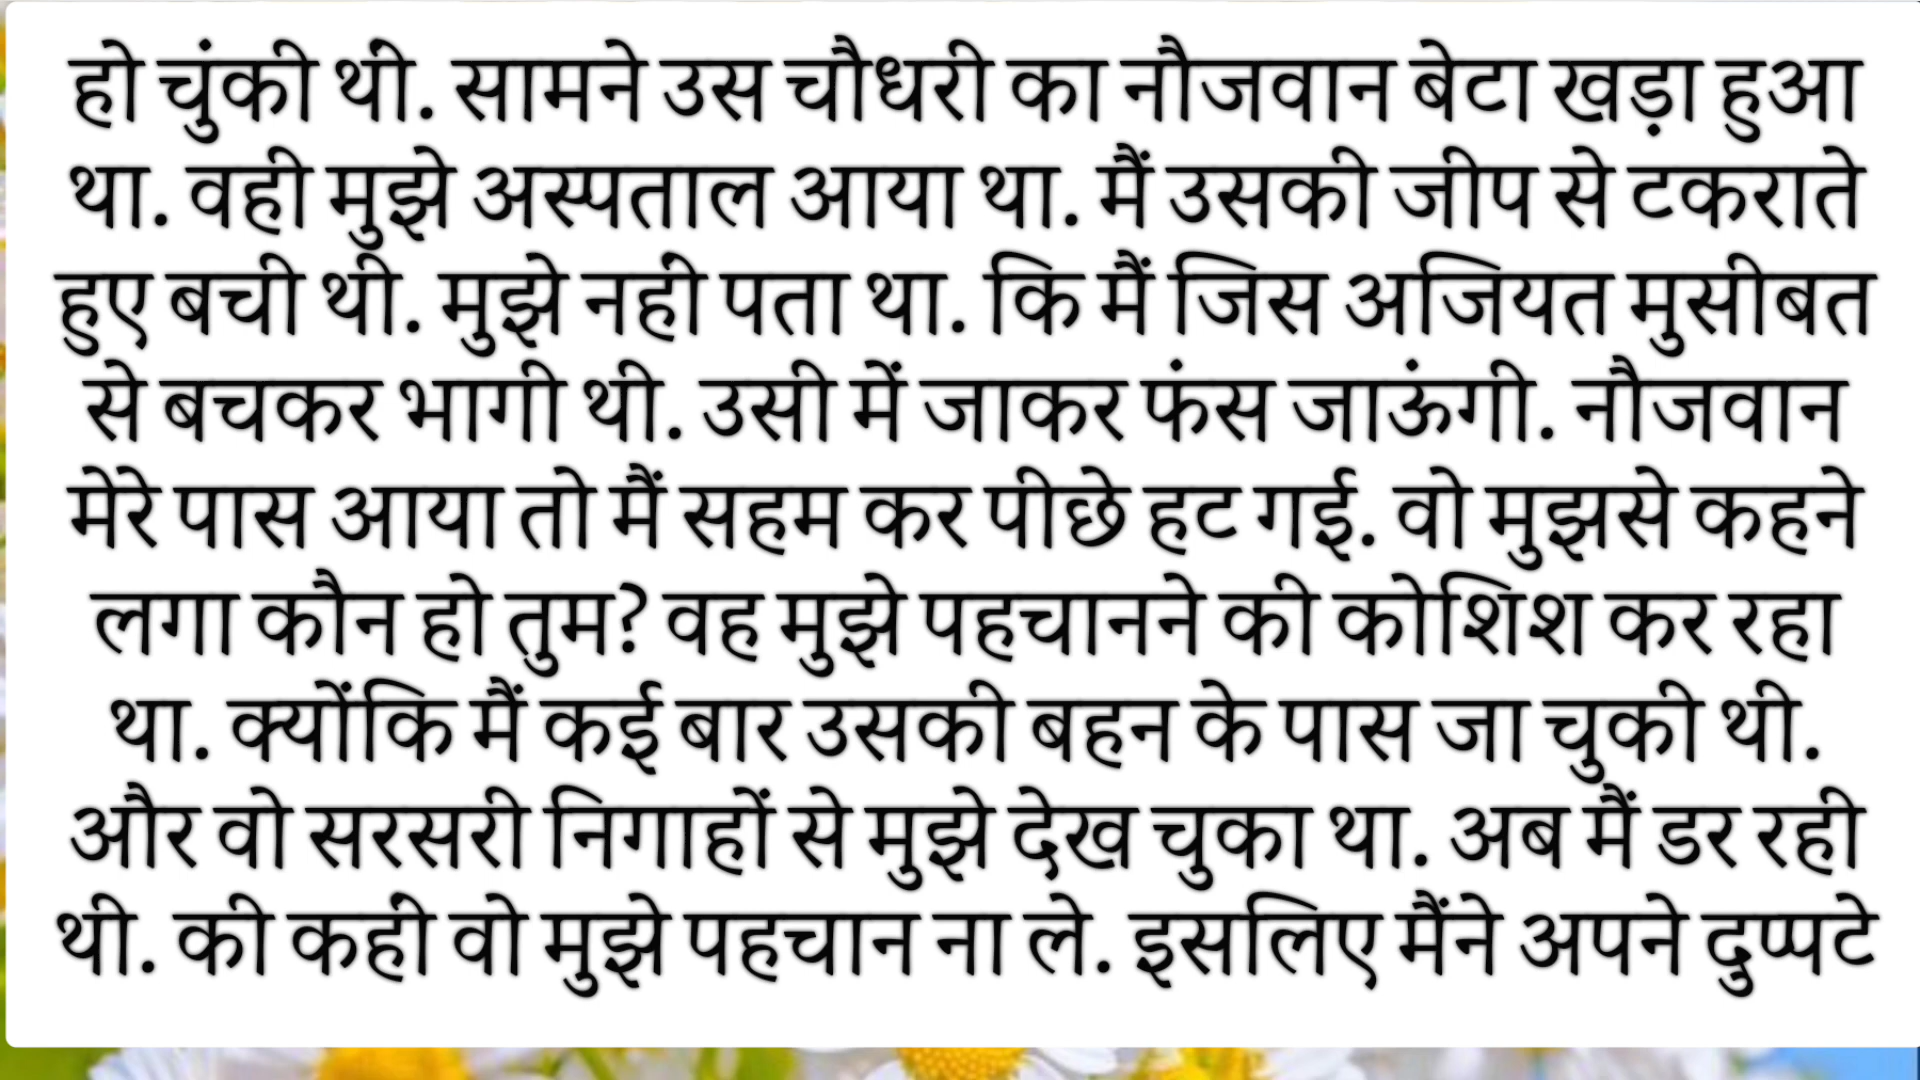 हो चुंकी थी. सामने उस चौधरी का नौजवान बेटा खड़ा हुआ
था. वही मुझे अस्पताल आया था. मैं उसकी जीप से टकराते
हुए बची थी. मुझे नहीं पता था. कि मैं जिस अजियत मुसीबत
से बचकर भागी थी. उसी में जाकर फंस जाऊंगी. नौजवान
मेरे पास आया तो मैं सहम कर पीछे हट गई. वो मुझसे कहने
लगा कौन हो तुम? वह मुझे पहचानने की कोशिश कर रहा
था. क्योंकि मैं कई बार उसकी बहन के पास जा चुकी थी.
और वो सरसरी निगाहों से मुझे देख चुका था. अब मैं डर रही
थी. की कहीं वो मुझे पहचान ना ले. इसलिए मैंने अपने दुप्पटे